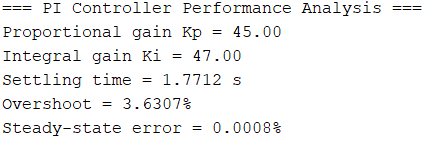 === PI Controller Performance Analysis ===
Proportional gain Kp = 45.00
Integral gain Ki = 47.00
Settling time = 1.7712 s
Overshoot = 3.6307%
Steady-state error = 0.0008%